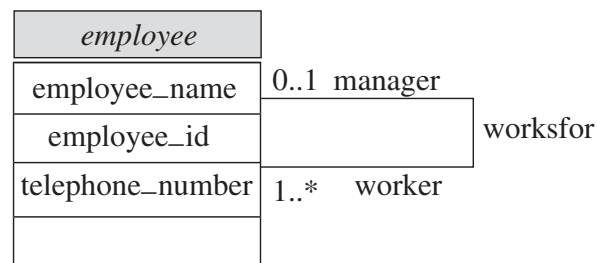 employee
employee_name
0..1 manager
employee_id
worksfor
telephone_number
1..* worker